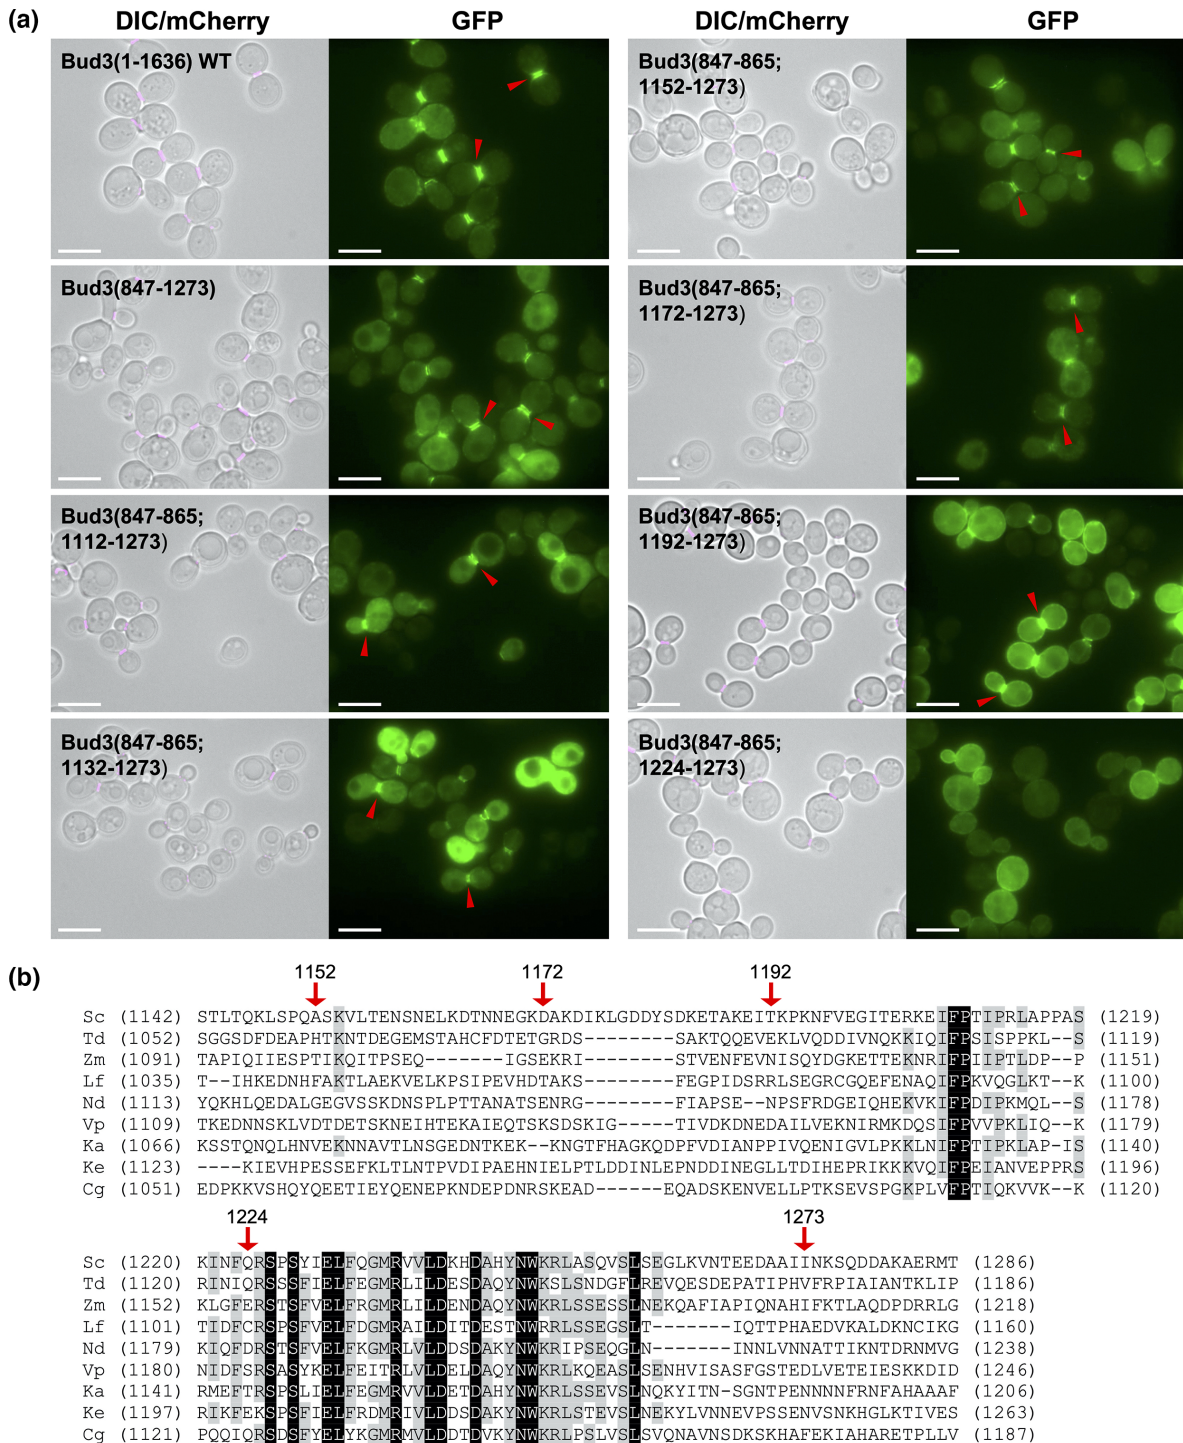 (a)
DIC/mCherry GFP DIC/mCherry GFP
Bud3(1-1636) WT
Bud3(847-865;
1152-1273)
Bud3(847-1273)
Bud3(847-865;
1172-1273)
Bud3(847-865;
1112-1273)
Bud3(847-865;
1192-1273)
Bud3(847-865;
1132-1273)
Bud3(847-865;
1224-1273)
(b)
1152 1172 1192
Sc (1142) STLTQKLSPQASKVLTENSNELKDTNNEGKDAKDIKLGDDYSDKETAKEITKPKNFVEGITERKEIFPTIPRLAPPAS (1219)
Td (1052) GSGSDFDEAPHTKNTDEGEMSTAHCFDTETGRDS--------SAKTQQEVEKLVQDDIVNQKKIQIFPSISPPKL--S (1119)
Zm (1091) TAPIQIIESPTIKQITPSEQ-------IGSEKRI--------STVENFEVNISQYDGKETTEKNRIFPILPTLDP--P (1151)
Lf (1035) T--IHKEDNHFAKTLAEKVELKPSIPEVHDTAKS--------FEGPIDSRRLSEGRCGQEFENAQIFPKVQGLKT--K (1100)
Nd (1113) YQKHLQEDALGEGVSSKDNSPLPTTANATSENRG--------FIAPSE--NPSFRDGEIQHEKVKIFPDIPKMQL--S (1178)
Vp (1109) TKEDNNSKLVDTDETSKNEIHTEKAIEQTSKSDSKIG-----TIVDKDNEDAILVEKNIRMKDQSIFPVVPKLIQ--K (1179)
Ka (1066) KSSTQNQLHNVEKNNAVTLNSGEDNTKEK--KNGTFHAGKQDPFVDIANPPIVQENIGVLPKKLNIFPTIPLAP-IS (1140)
Ke (1123) ----KIEVHPESSEFKLTLNTPVDIPAEHNIELPTLDDINLEPNDDINEGLLTDIHEPRIKKKVQIFPEIANVEPPRS (1196)
Cg (1051) EDPKKVSHQYQEETIEYQENEPKNDEPDNRSKEAD-------EQADSKENVELLPTKSEVSPGKPLVFPTIQKVVK--K (1120)
1224 1273
Sc (1220) KINFQRSPSYIELFQGMRVVLDKHDAHYNWKRLASQVSLSEGLKVNTEEDAAIINKSQDDAKAERMT (1286)
Td (1120) RINIQRSSSFIELFEGMRLILDESDAQYNWKSLSNDGFLREVQESDEPATIPHVFRPIAIANTKLIP (1186)
Zm (1152) KLGFERSTSFVELFRGMRLILDENDAQYNWKRLSSESSLNEKQAFIAPIQNAHIFKTLAQDPDRRLG (1218)
Lf (1101) TIDFCRSPSFVELFDGMRAILDITDESTNWRRLSSEGSLT-------IQTTPHAEDVKALDKNCIKG (1160)
Nd (1179) KIQFDRSPSFVELFKGMRTVLDDSDAHYNWKRIPSEQGLN-------INNLVNNATTIKNTDRNMVG (1238)
Vp (1180) NIDFSRSASYKELFEITRLVLDELDAQYNWKRLQEASLSENHVISASFGSTEDLVETEIESKKDID (1246)
Ka (1141) RMEFTRSPSLIELFEGMRVVLDETDAHYNWKRLSSEVSLNQKYITN-SGNTPENNNNFRNFAHAAAF (1206)
Ke (1197) RIKFEKSPSFIELFRDMRIVLDDSDAKYNWKRLSTEVSLNEKYLVNNEVPSSENVSNKHGLKTIVES (1263)
Cg (1121) PQQIQRSDSFYELYKGMRMVLDDTDVKYNWKRLPSLVSLSVQNAVNSDKSKHAFEKIAHARETPLLV (1187)